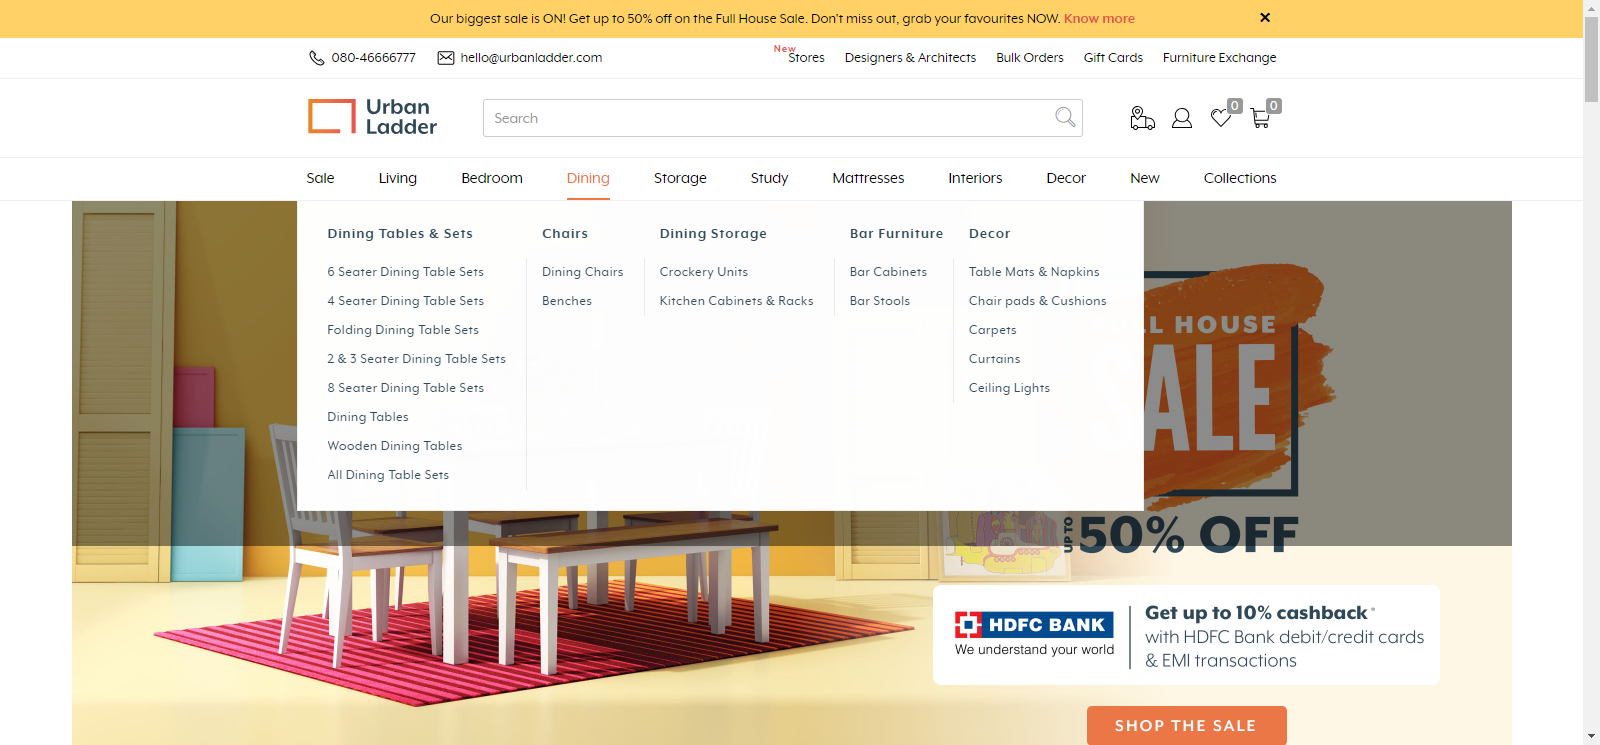 Our biggest sale is ON! Get up to 50% off on the Full House Sale. Don't miss out, grab your favourites NOW. Know more
080-46666777
hello@urbanladder.com
New
Stores
Designers & Architects
Bulk Orders
Gift Cards
Furniture Exchange
Urban
Ladder
Search
0
0
Sale
Living
Bedroom
Dining
Storage
Study
Mattresses
Interiors
Decor
New
Collections
Dining Tables & Sets
6 Seater Dining Table Sets
4 Seater Dining Table Sets
Folding Dining Table Sets
2 & 3 Seater Dining Table Sets
8 Seater Dining Table Sets
Dining Tables
Wooden Dining Tables
All Dining Table Sets
Chairs
Dining Chairs
Benches
Dining Storage
Crockery Units
Kitchen Cabinets & Racks
Bar Furniture
Bar Cabinets
Bar Stools
Decor
Table Mats & Napkins
Chair pads & Cushions
Carpets
Curtains
Ceiling Lights
HOUSE
UP TO
50% OFF
HDFC BANK
We understand your world
Get up to 10% cashback*
with HDFC Bank debit/credit cards
& EMI transactions
SHOP THE SALE